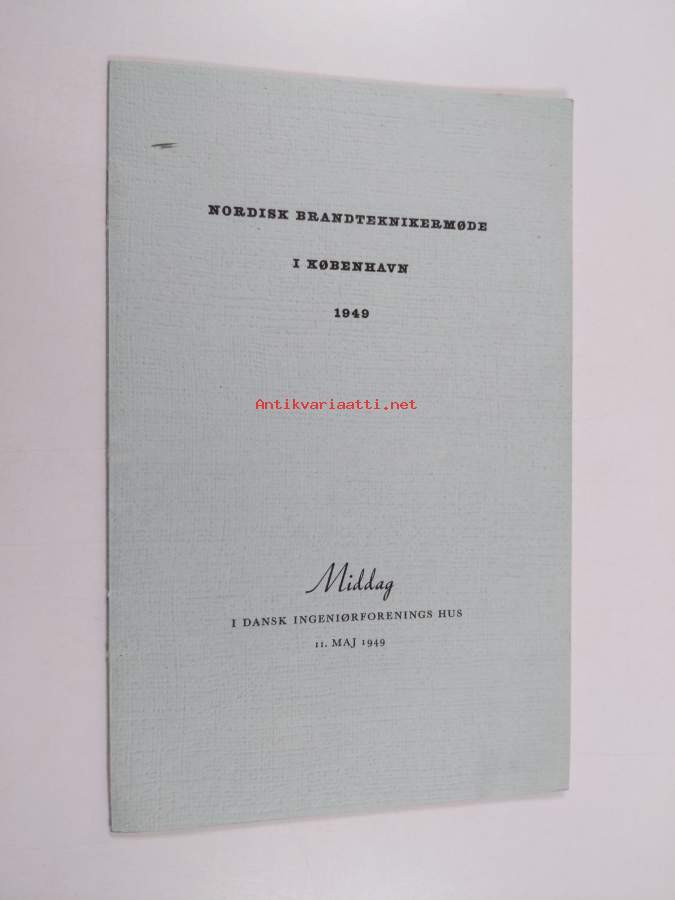 NORDISK BRANDTEKNIKERMØDE
I KØBENHAVN
1949
Antikvariaatti.net
Middag
I DANSK INGENIØRFORENINGS HUS
11. MAJ 1949